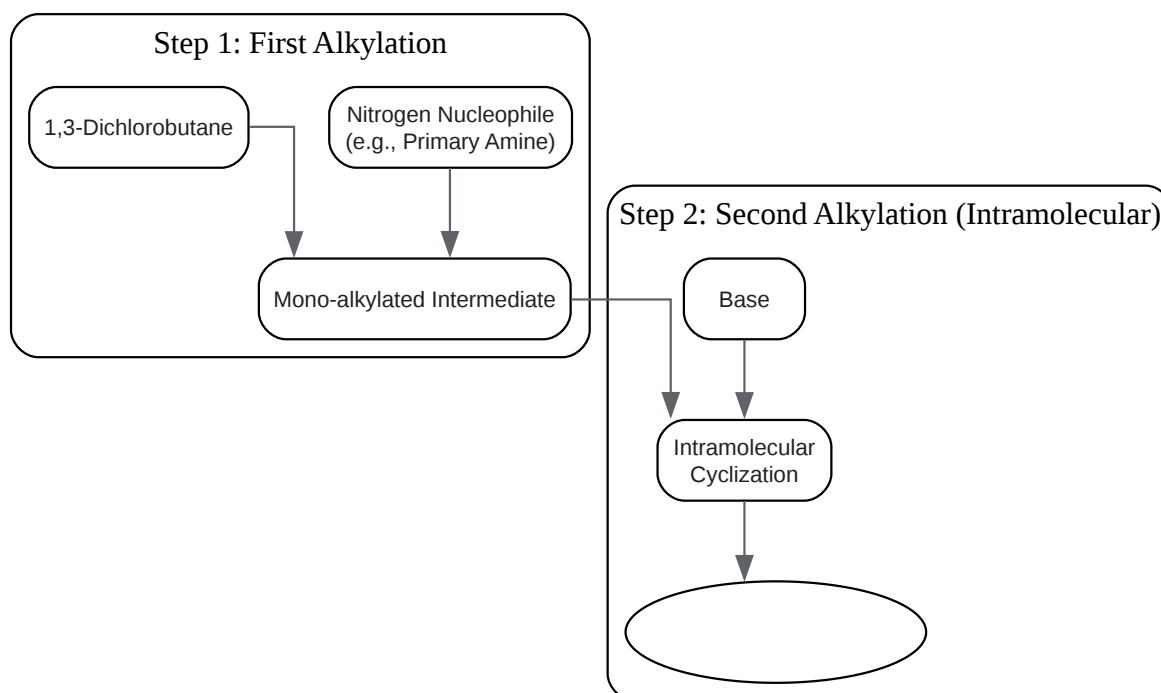 Step 1: First Alkylation
1,3-Dichlorobutane
Nitrogen Nucleophile
(e.g., Primary Amine)
Mono-alkylated Intermediate
Step 2: Second Alkylation (Intramolecular)
Base
Intramolecular
Cyclization